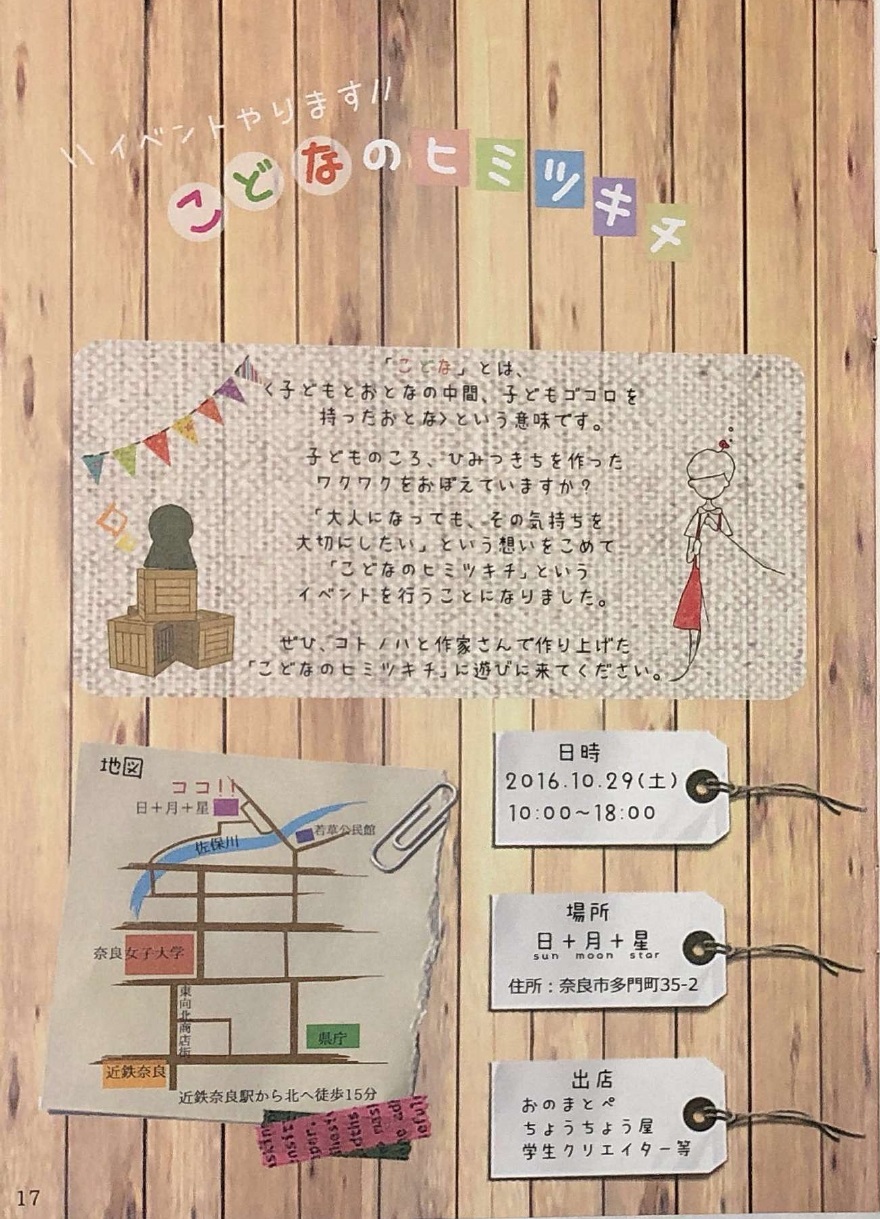 \\イベントやります//
こどなのヒミツキチ
「こどな」とは、
〈子どもとおとなの中間、子どもゴコロを
持ったおとな〉という意味です。
子どものころ、ひみつきちを作った
ワクワクをおぼえていますか?
「大人になっても、その気持ちを
大切にしたい」という想いをこめて
「こどなのヒミツキチ」という
イベントを行うことになりました。
ぜひ、コトノハと作家さんで作り上げた
「こどなのヒミツキチ」に遊びに来てください。
地図
ココ!!
日+月+星
若草公民館
佐保川
奈良女子大学
東向北商店街
県庁
近鉄奈良
近鉄奈良駅から北へ徒歩15分
日時
2016.10.29(土)
10:00~18:00
場所
日+月+星
sun moon star
住所:奈良市多門町35-2
出店
おのまとぺ
ちょうちょう屋
学生クリエイター等
17